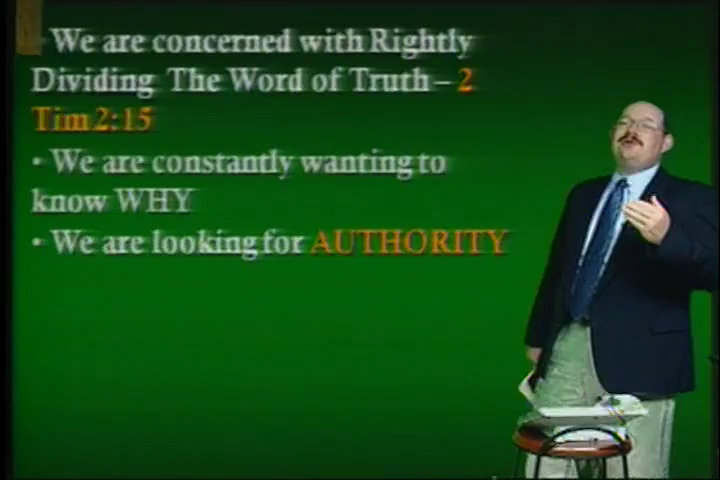 • We are concerned with Rightly
Dividing The Word of Truth – 2
Tim 2:15
• We are constantly wanting to
know WHY
• We are looking for AUTHORITY